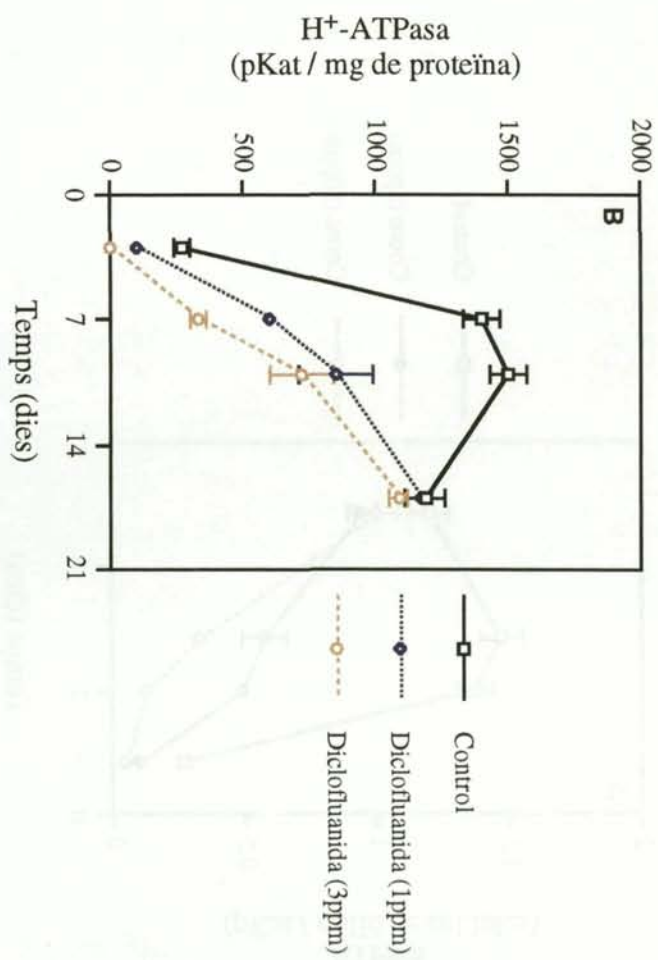 B
H⁺-ATPasa
(pKat / mg de proteïna)
2000
1500
1000
500
0
0
7
14
21
Temps (dies)
Control
Diclofluanida (1ppm)
Diclofluanida (3ppm)